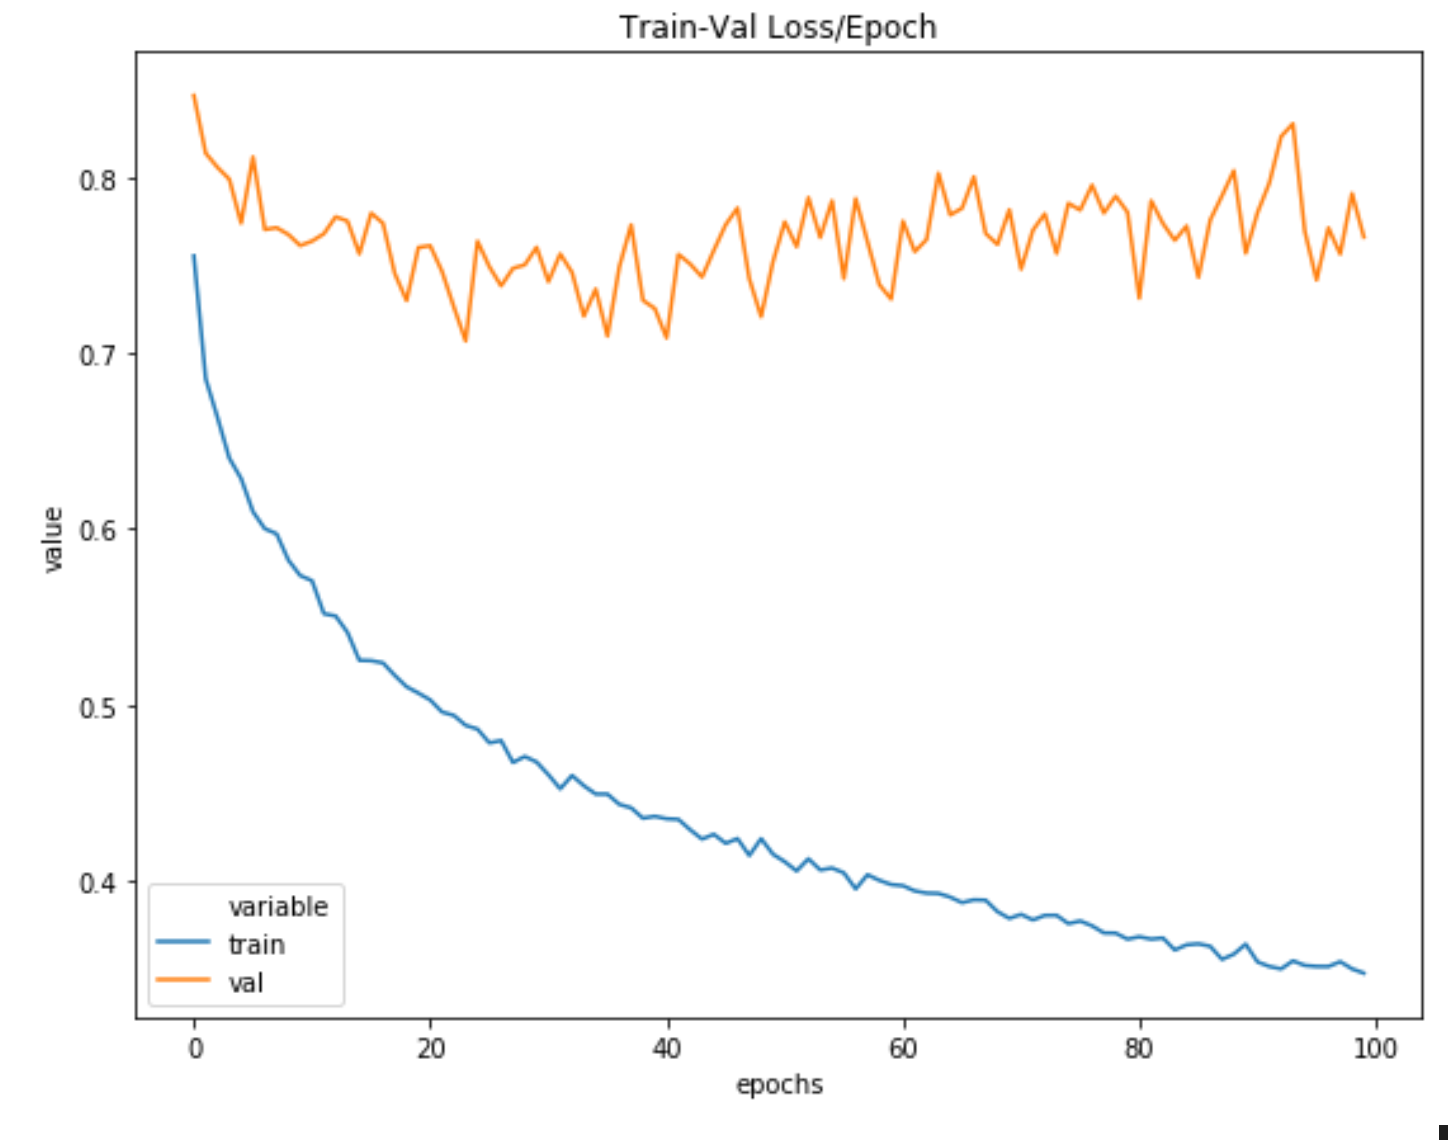 Train-Val Loss/Epoch
value
0.8
0.7
0.6
0.5
0.4
variable
train
val
0 20 40 60 80 100
epochs